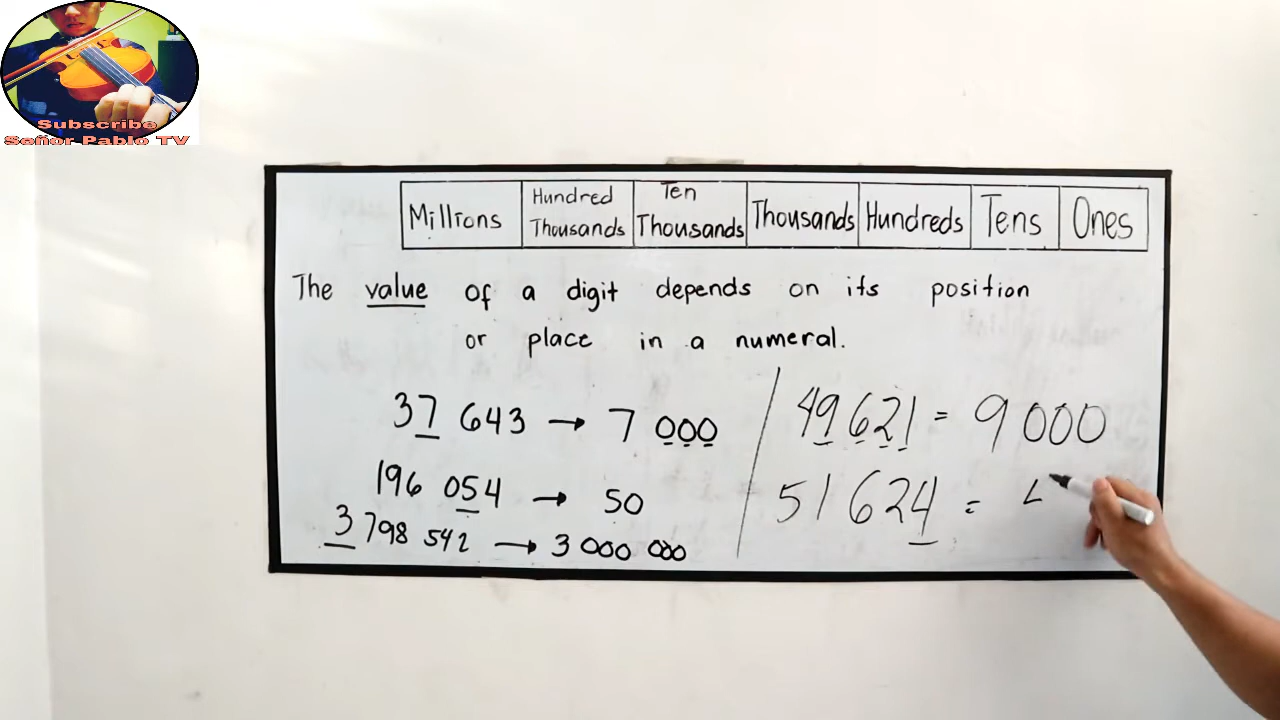 Subscribe
Señor Pablo TV
Millions Hundred Thousands Ten Thousands Thousands Hundreds Tens Ones
The value of a digit depends on its position
or place in a numeral.
37 643 → 7 000
196 054 → 50
3 798 542 → 3 000 000
49 621 = 9 000
51 624 =